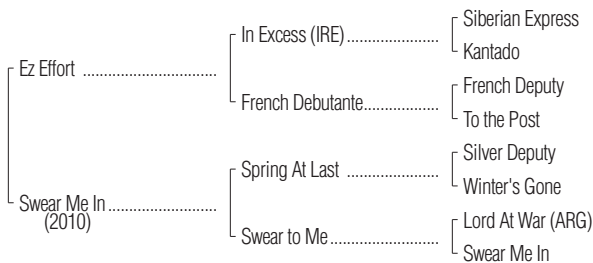 Siberian Express
In Excess (IRE)
Kantado
Ez Effort
French Deputy
French Debutante
To the Post
Silver Deputy
Spring At Last
Winter's Gone
Swear Me In
(2010)
Lord At War (ARG)
Swear to Me
Swear Me In